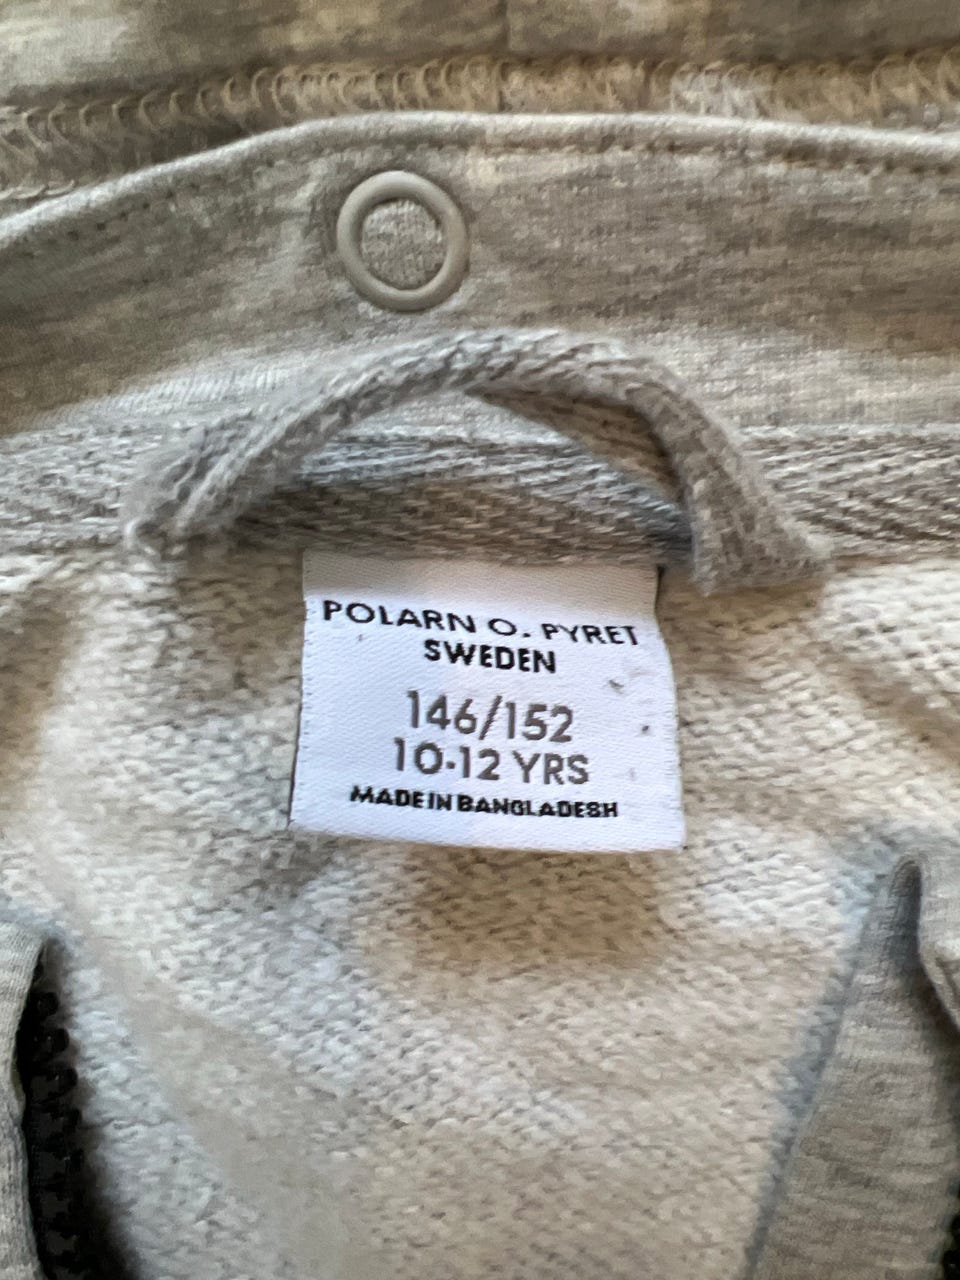 POLARN O. PYRET
SWEDEN
146/152
10-12 YRS
MADE IN BANGLADESH